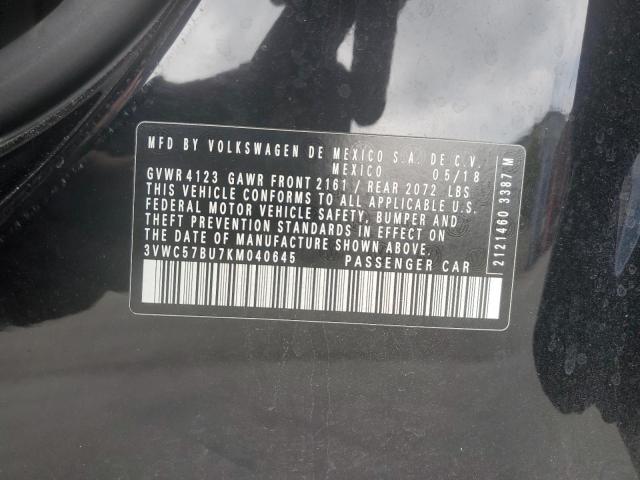 MFD BY VOLKSWAGEN DE MEXICO S.A. DE C.V.
MEXICO 05/18
GVWR 4123 GAWR FRONT 2161 / REAR 2072 LBS
THIS VEHICLE CONFORMS TO ALL APPLICABLE U.S.
FEDERAL MOTOR VEHICLE SAFETY, BUMPER AND
THEFT PREVENTION STANDARDS IN EFFECT ON
THE DATE OF MANUFACTURE SHOWN ABOVE
3VWC57BU7KM040645 PASSENGER CAR
2121460 3387 M